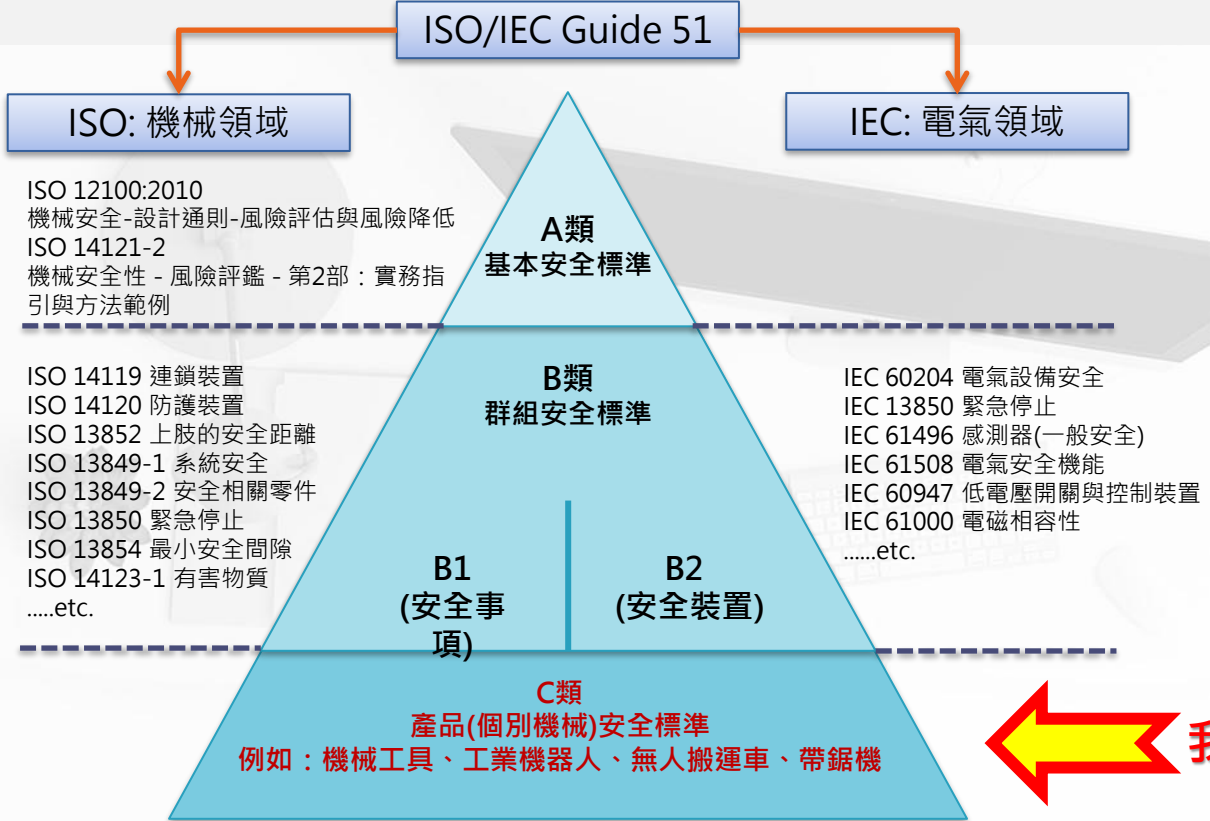 ISO/IEC Guide 51
ISO: 機械領域
IEC: 電氣領域
ISO 12100:2010
機械安全-設計通則-風險評估與風險降低
ISO 14121-2
機械安全性 - 風險評鑑 - 第2部：實務指
引與方法範例
A類
基本安全標準
ISO 14119 連鎖裝置
ISO 14120 防護裝置
ISO 13852 上肢的安全距離
ISO 13849-1 系統安全
ISO 13849-2 安全相關零件
ISO 13850 緊急停止
ISO 13854 最小安全間隙
ISO 14123-1 有害物質
.....etc.
B類
群組安全標準
B1
(安全事
項)
B2
(安全裝置)
IEC 60204 電氣設備安全
IEC 13850 緊急停止
IEC 61496 感測器(一般安全)
IEC 61508 電氣安全機能
IEC 60947 低電壓開關與控制裝置
IEC 61000 電磁相容性
......etc.
C類
產品(個別機械)安全標準
例如：機械工具、工業機器人、無人搬運車、帶鋸機